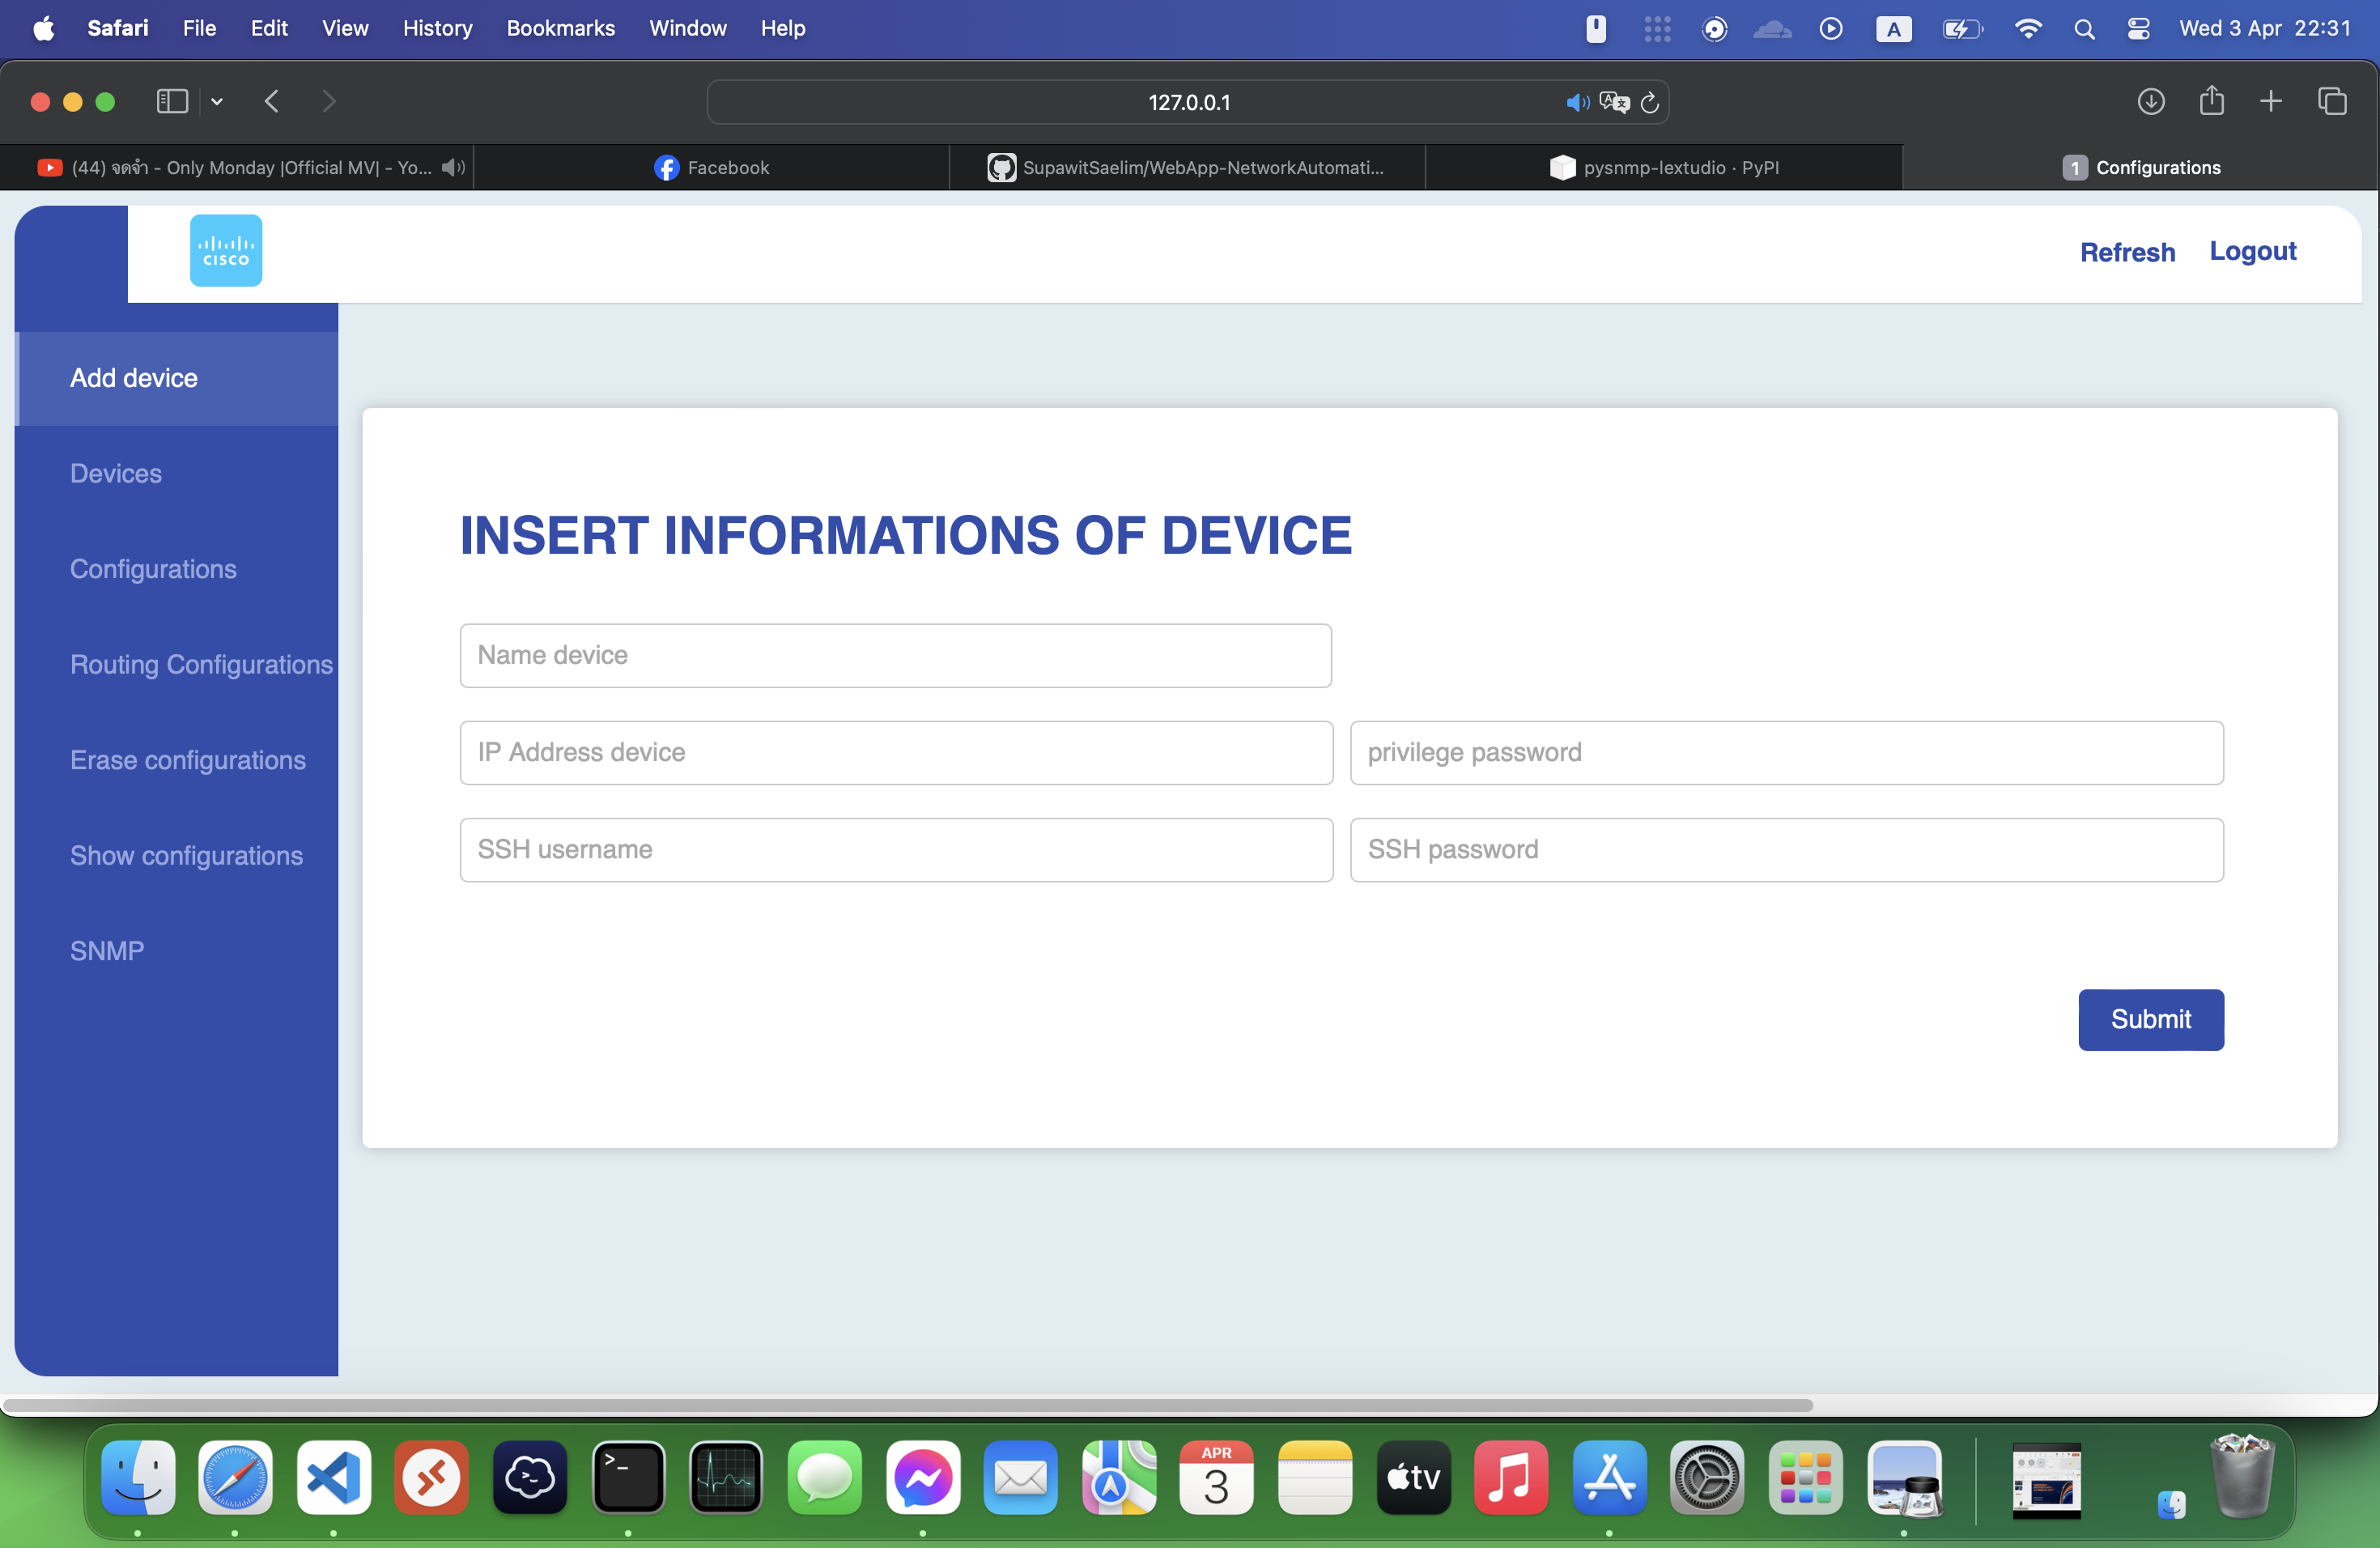 Safari File Edit View History Bookmarks Window Help A Wed 3 Apr 22:31
127.0.0.1
(44) จดจำ - Only Monday |Official MV| - Yo...
Facebook
SupawitSaelim/WebApp-NetworkAutomati...
pysnmp-lextudio · PyPI
1 Configurations
CISCO
Refresh Logout
Add device
Devices
Configurations
Routing Configurations
Erase configurations
Show configurations
SNMP
INSERT INFORMATIONS OF DEVICE
Name device
IP Address device privilege password
SSH username SSH password
Submit
>_
APR
3
tv